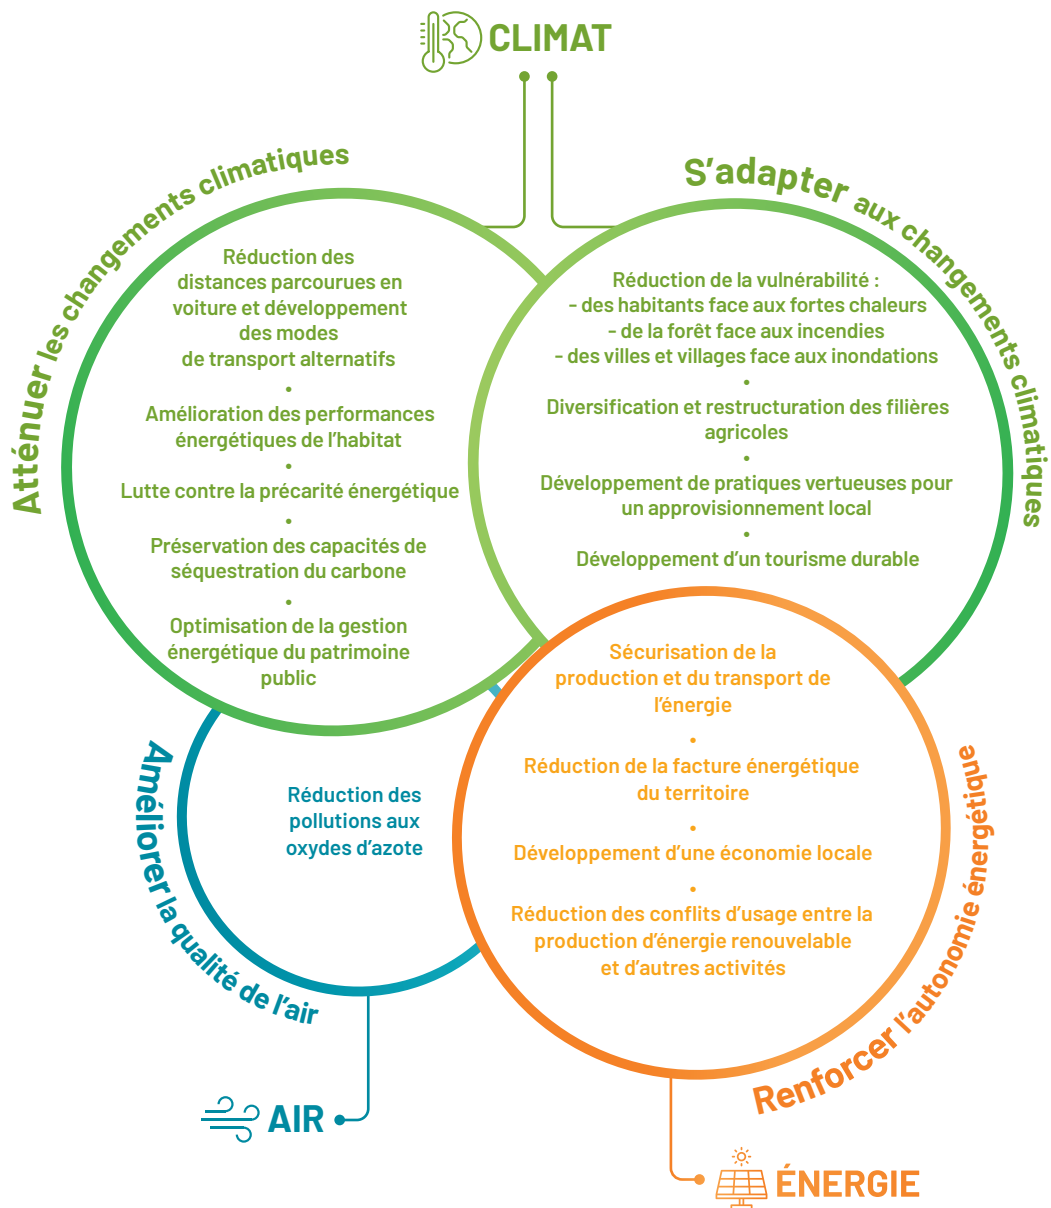 CLIMAT
Atténuer les changements climatiques
Réduction des
distances parcourues en
voiture et développement
des modes
de transport alternatifs
•
Amélioration des performances
énergétiques de l’habitat
•
Lutte contre la précarité énergétique
•
Préservation des capacités de
séquestration du carbone
•
Optimisation de la gestion
énergétique du patrimoine
public
S’adapter aux changements climatiques
Réduction de la vulnérabilité :
- des habitants face aux fortes chaleurs
- de la forêt face aux incendies
- des villes et villages face aux inondations
•
Diversification et restructuration des filières
agricoles
•
Développement de pratiques vertueuses pour
un approvisionnement local
•
Développement d’un tourisme durable
Améliorer la qualité de l’air
Réduction des
pollutions aux
oxydes d’azote
AIR
Sécurisation de la
production et du transport de
l’énergie
•
Réduction de la facture énergétique
du territoire
•
Développement d’une économie locale
•
Réduction des conflits d’usage entre la
production d’énergie renouvelable
et d’autres activités
Renforcer l’autonomie énergétique
ÉNERGIE